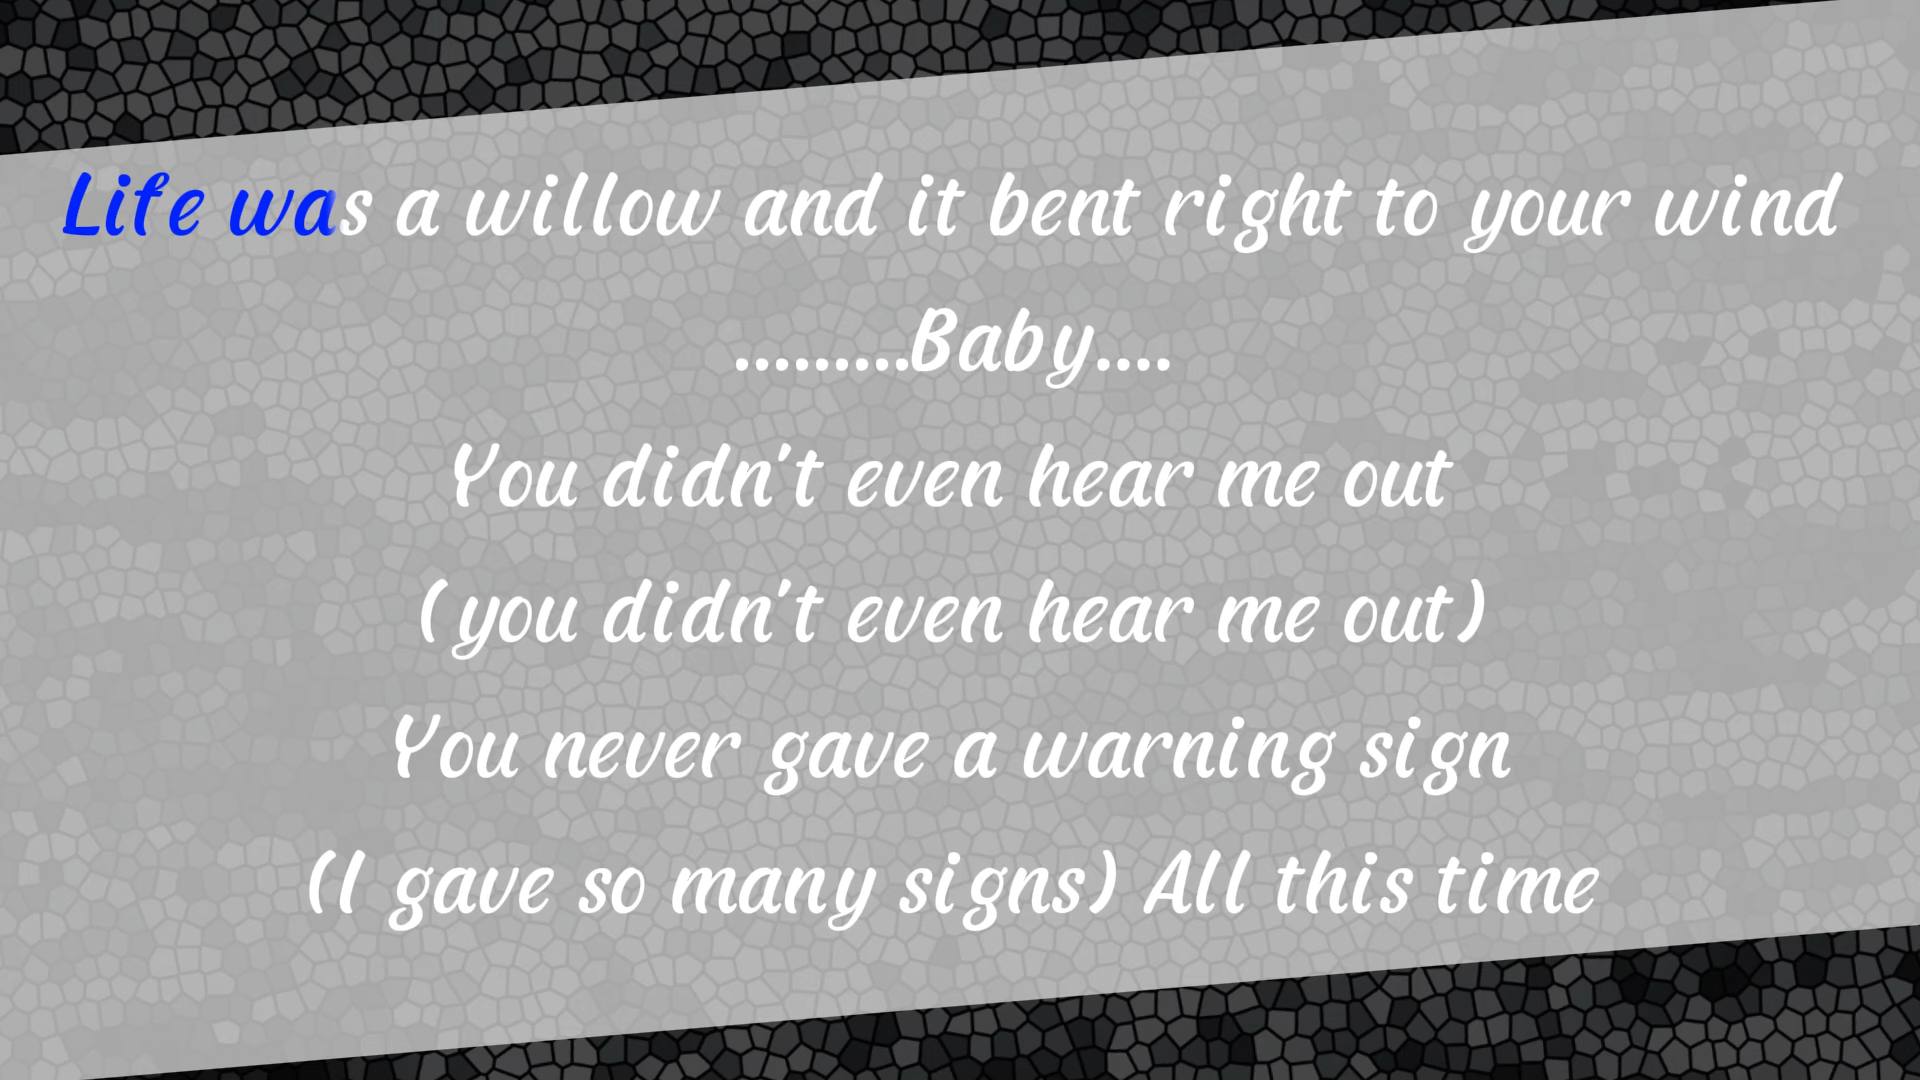 Life was a willow and it bent right to your wind
.........Baby....
You didn't even hear me out
(you didn't even hear me out)
You never gave a warning sign
(I gave so many signs) All this time